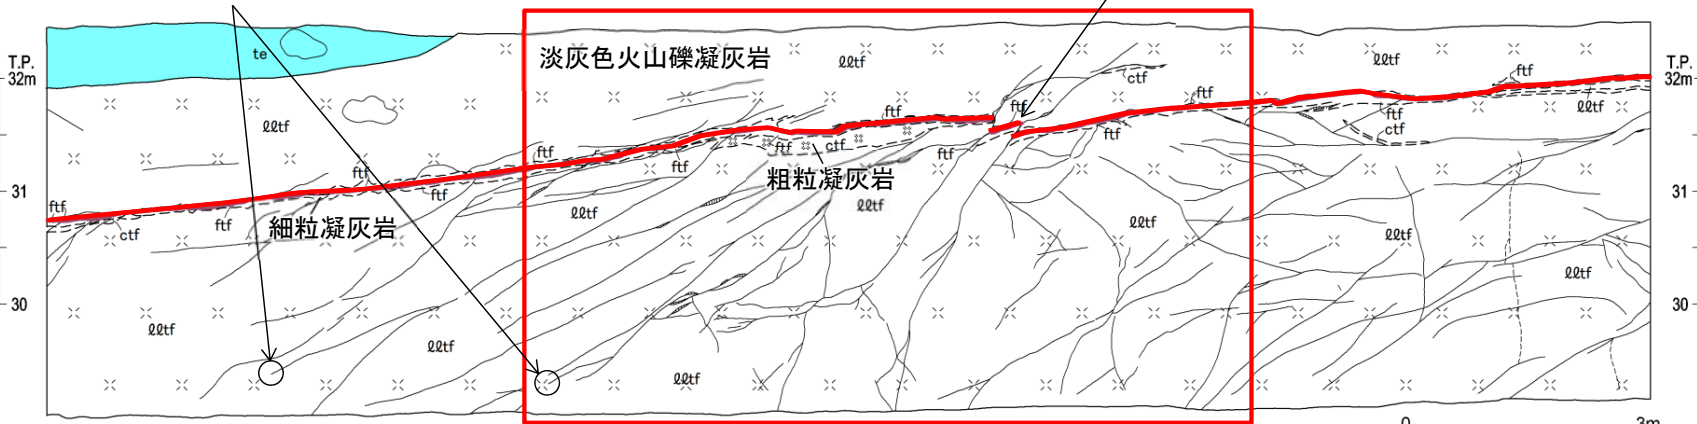 te
淡灰色火山礫凝灰岩
ℓℓtf
ℓℓtf
T.P.
32m
T.P.
32m
ctf
ftf
ftf
ℓℓtf
ftf
ftf
ftf
ctf
ℓℓtf
ftf
ctf
ftf
ftf
ftf
ftf
ftf
粗粒凝灰岩
31
31
ftf
ftf
ftf
細粒凝灰岩
ctf
ℓℓtf
ℓℓtf
ℓℓtf
ℓℓtf
ℓℓtf
30
30
ℓℓtf
ℓℓtf
ℓℓtf
0
3m